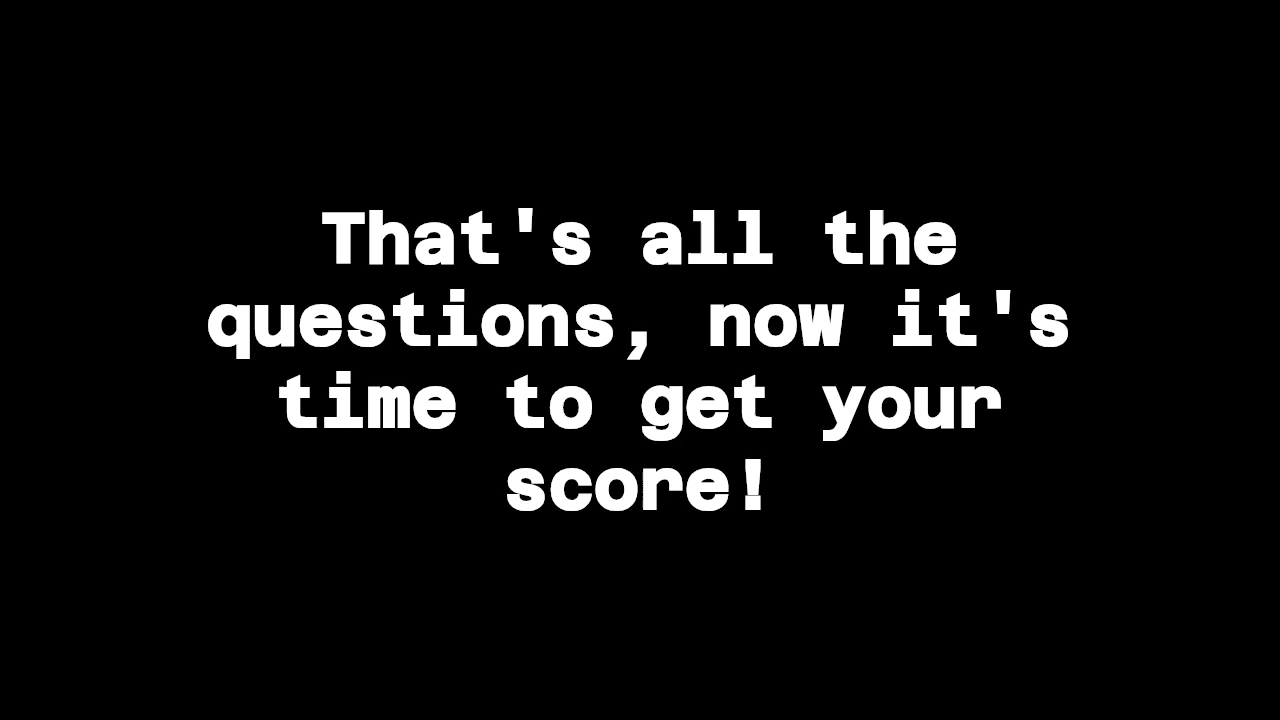 That's all the
questions, now it's
time to get your
score!